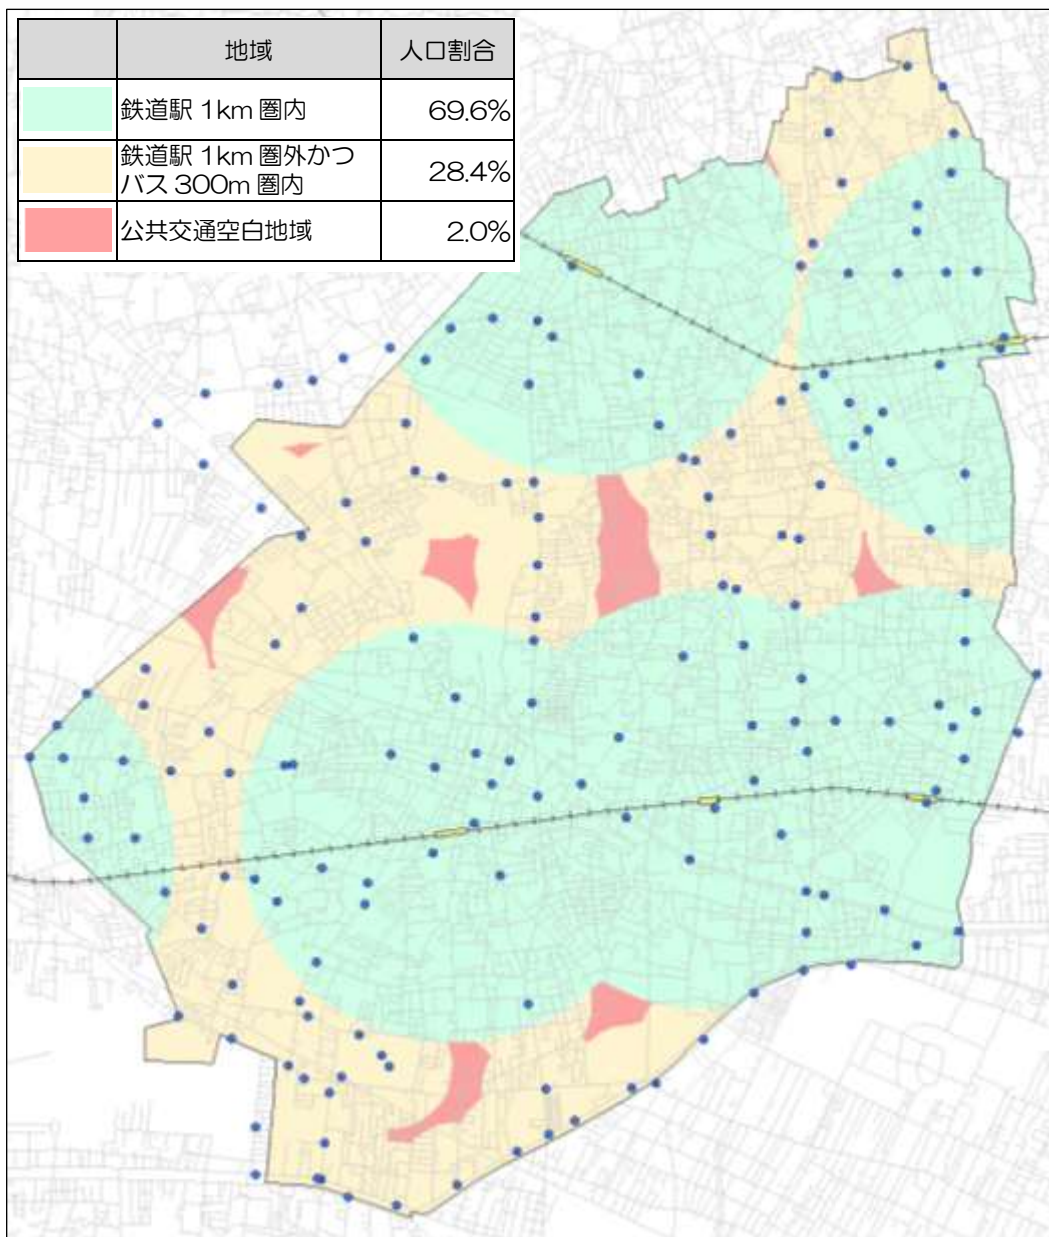 地域 人口割合
鉄道駅 1km 圏内 69.6%
鉄道駅 1km 圏外かつ
バス 300m 圏内 28.4%
公共交通空白地域 2.0%